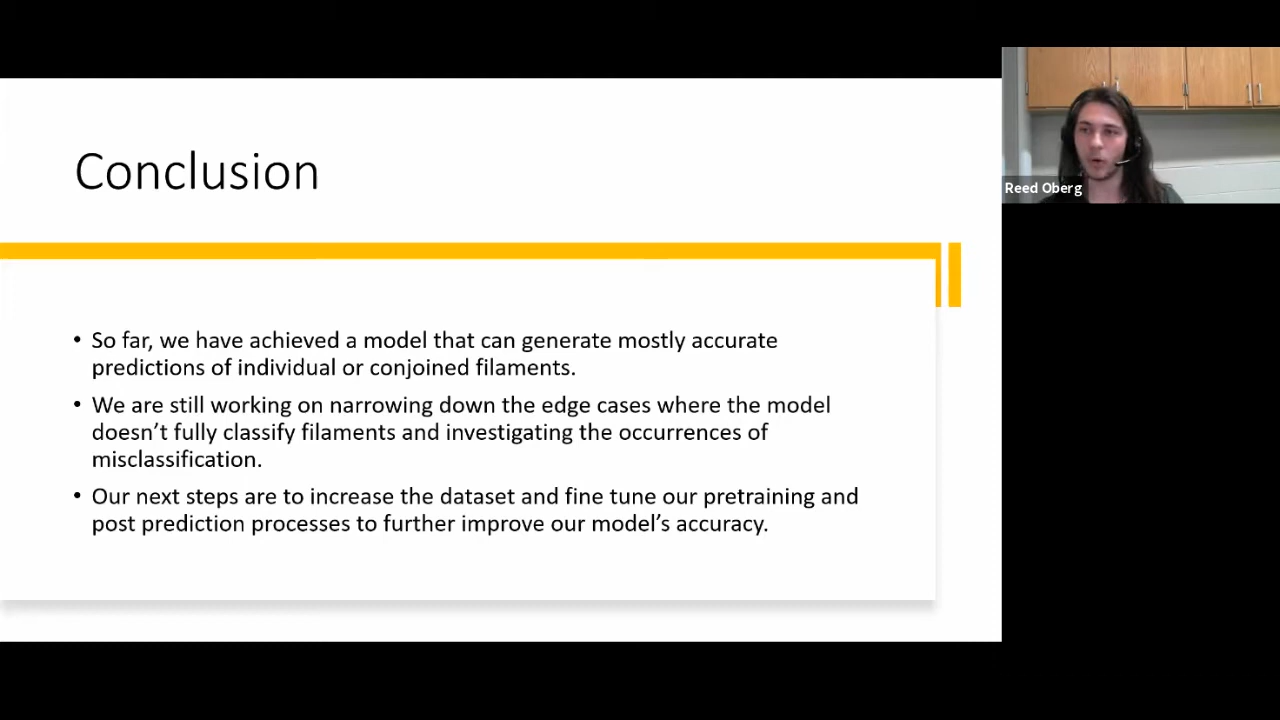 Conclusion
• So far, we have achieved a model that can generate mostly accurate
predictions of individual or conjoined filaments.
• We are still working on narrowing down the edge cases where the model
doesn't fully classify filaments and investigating the occurrences of
misclassification.
• Our next steps are to increase the dataset and fine tune our pretraining and
post prediction processes to further improve our model's accuracy.
Reed Oberg